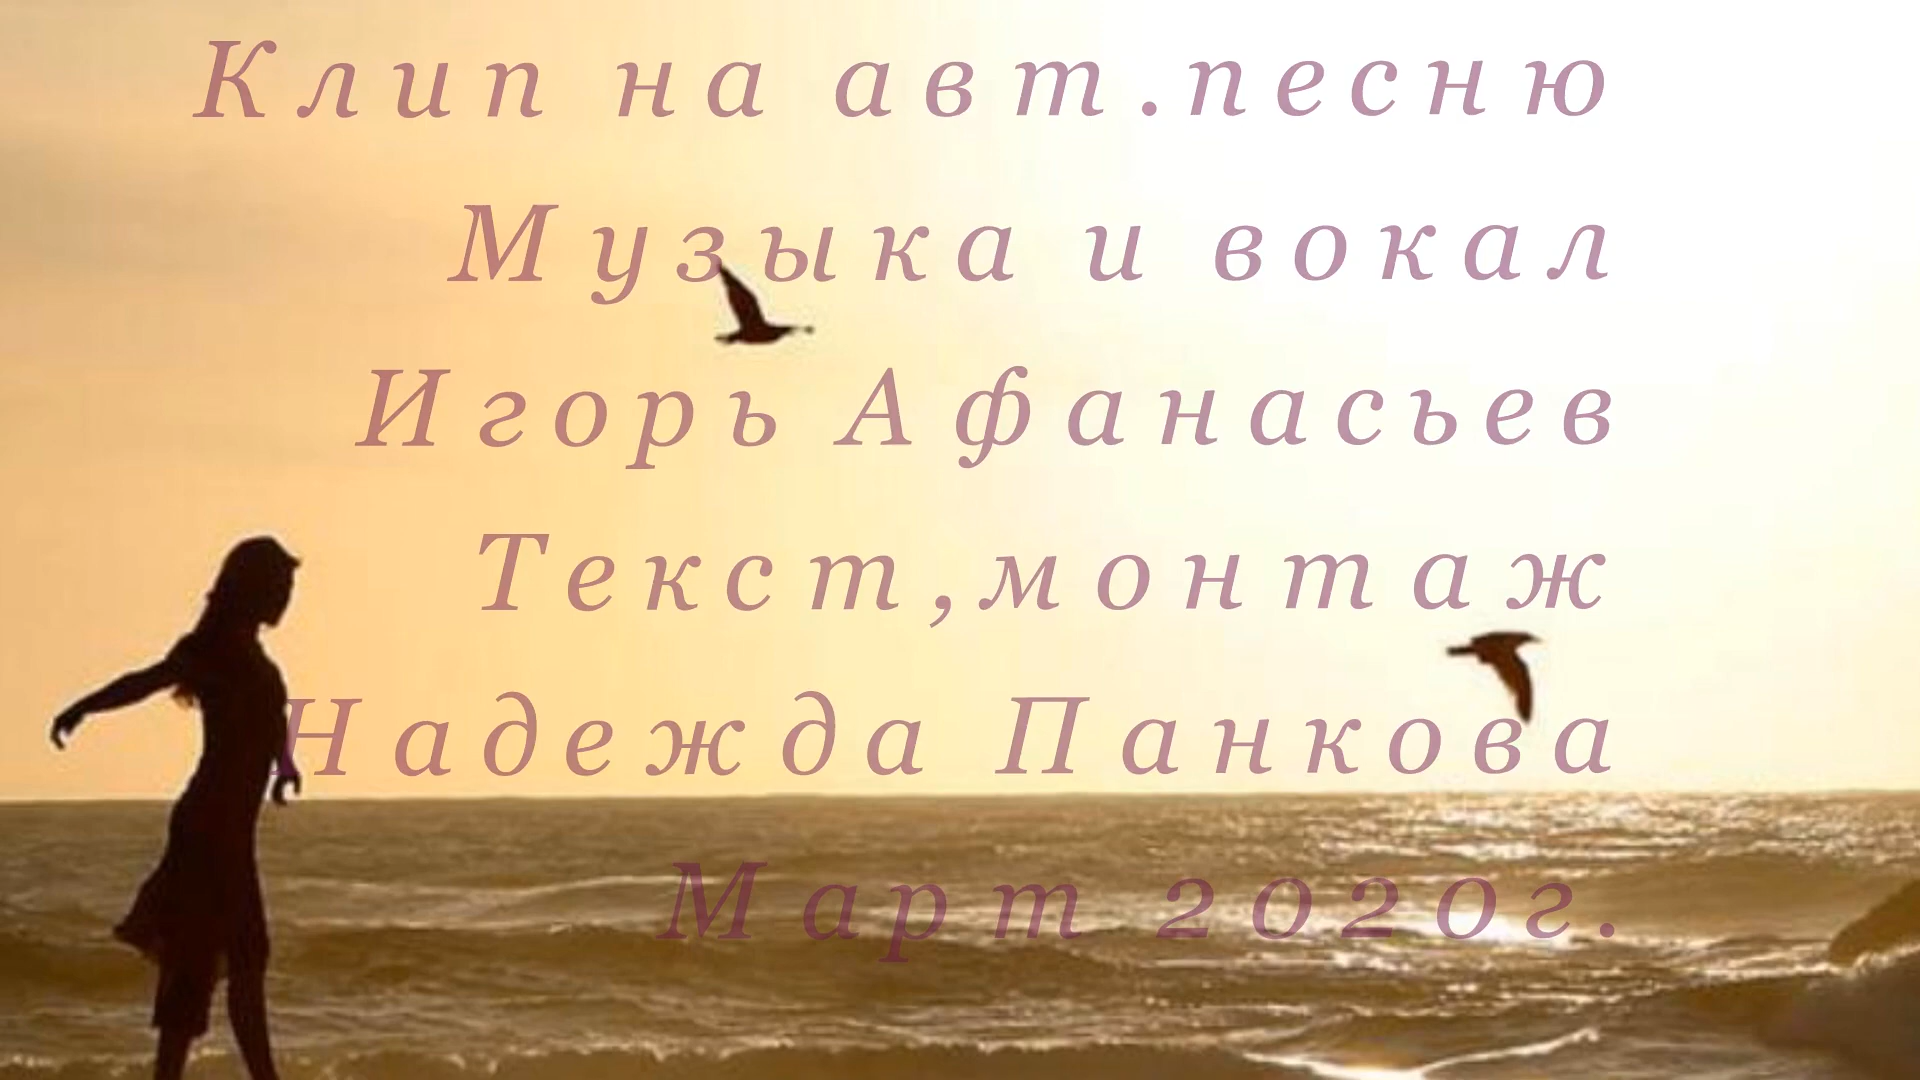 Клип на авт.песню
Музыка и вокал
Игорь Афанасьев
Текст,монтаж
Надежда Панкова
Март 2020г.